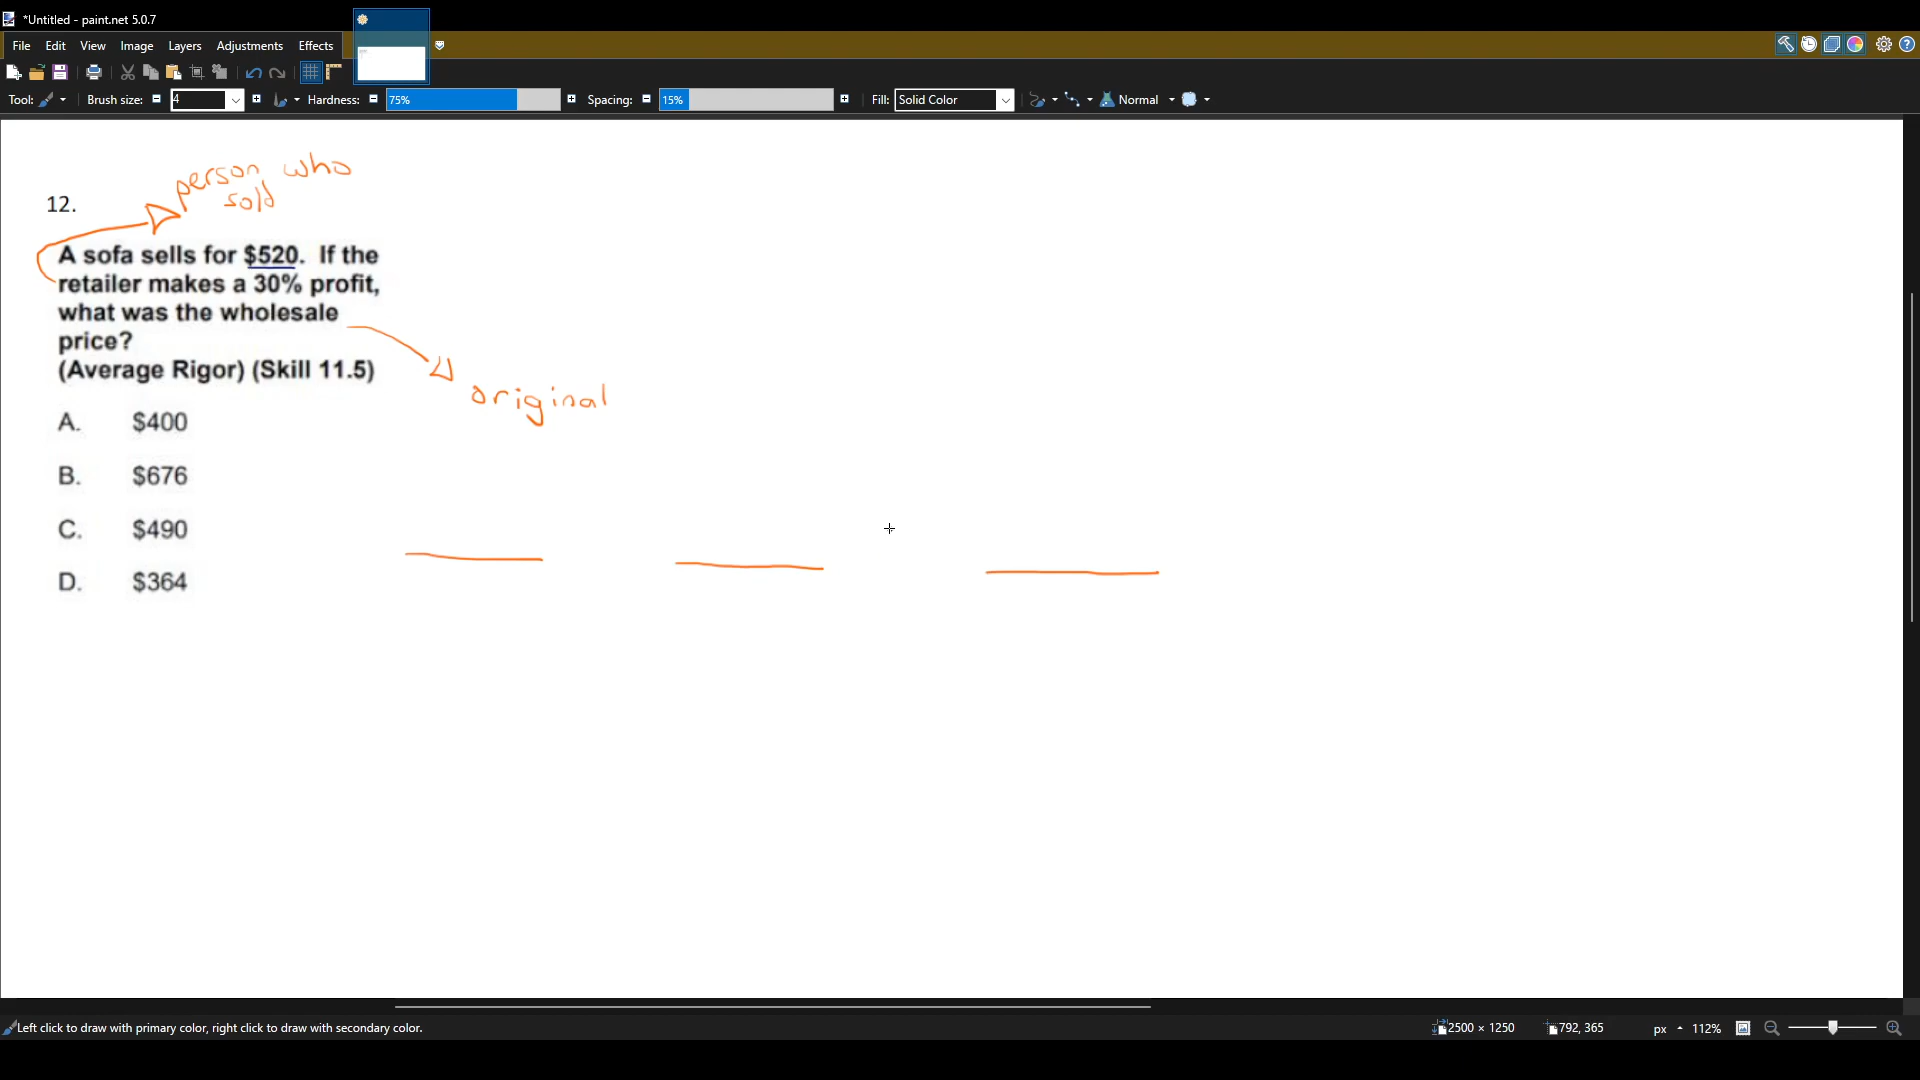 *Untitled - paint.net 5.0.7
File Edit View Image Layers Adjustments Effects
Tool: Brush size: 4 Hardness: 75% Spacing: 15% Fill: Solid Color Normal
person who
sold
12.
A sofa sells for $520. If the
retailer makes a 30% profit,
what was the wholesale
price?
(Average Rigor) (Skill 11.5)
original
A. $400
B. $676
C. $490
D. $364
Left click to draw with primary color, right click to draw with secondary color. 2500 × 1250 792, 365 px 112%